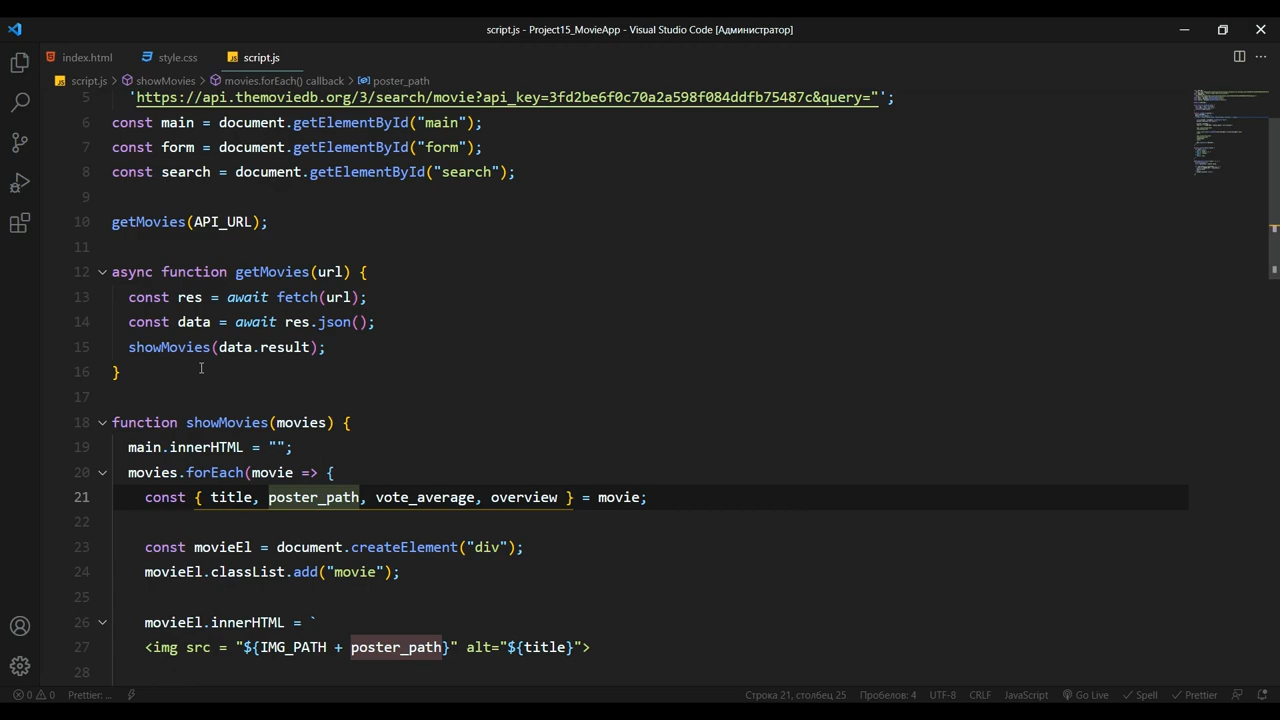 script.js - Project15_MovieApp - Visual Studio Code [Администратор]
index.html style.css script.js
script.js > showMovies > movies.forEach() callback > poster_path
5 'https://api.themoviedb.org/3/search/movie?api_key=3fd2be6f0c70a2a598f084ddfb75487c&query="';
6 const main = document.getElementById("main");
7 const form = document.getElementById("form");
8 const search = document.getElementById("search");
9
10 getMovies(API_URL);
11
12 async function getMovies(url) {
13 const res = await fetch(url);
14 const data = await res.json();
15 showMovies(data.result);
16 }
17
18 function showMovies(movies) {
19 main.innerHTML = "";
20 movies.forEach(movie => {
21 const { title, poster_path, vote_average, overview } = movie;
22
23 const movieEl = document.createElement("div");
24 movieEl.classList.add("movie");
25
26 movieEl.innerHTML = `
27 <img src = "${IMG_PATH + poster_path}" alt="${title}">
28
0 0 Prettier: ... Строка 21, столбец 25 Пробелов: 4 UTF-8 CRLF JavaScript Go Live Spell Prettier